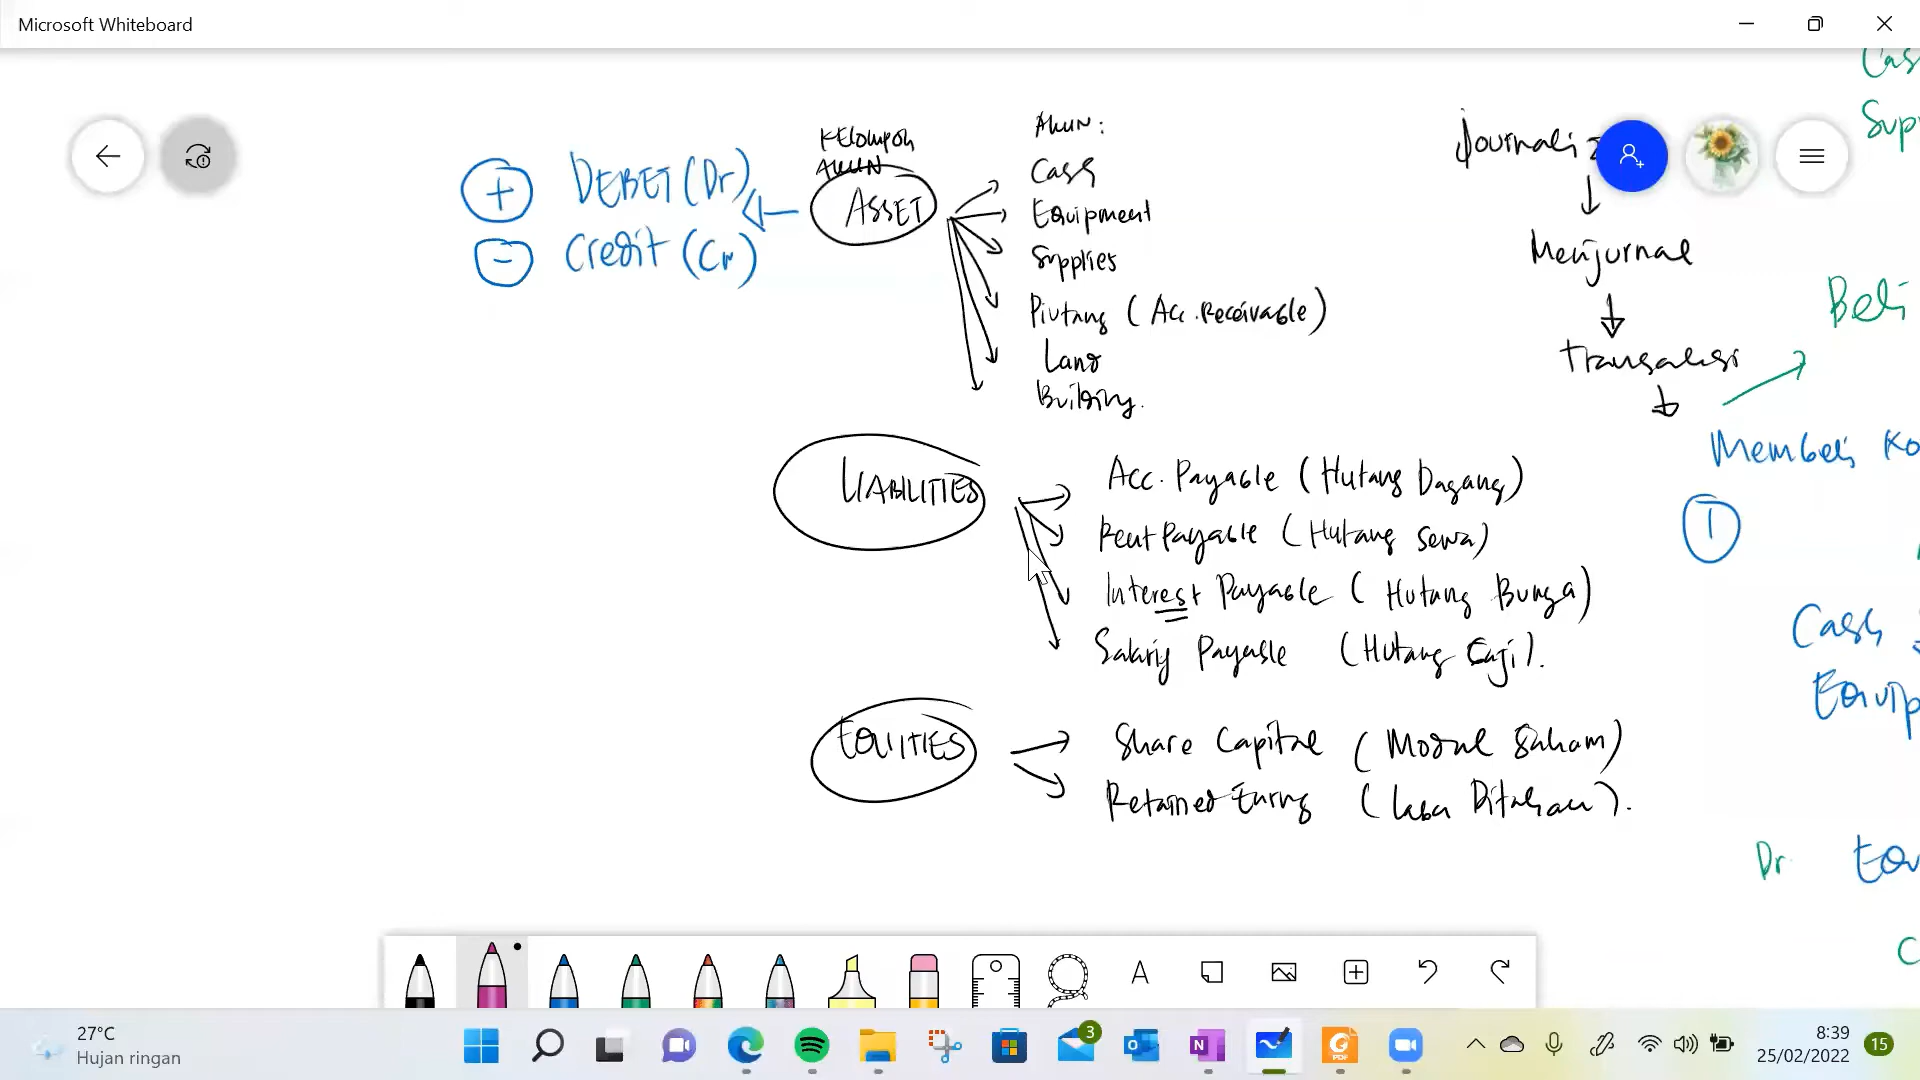 Microsoft Whiteboard
Kelompok
Akun
ASSET
+ DEBET (Dr)
- Credit (Cr)
Akun :
Cash
Equipment
Supplies
Piutang (Acc. Receivable)
Land
Building.
LIABILITIES
Acc. Payable (Hutang Dagang)
Rent Payable (Hutang Sewa)
Interest Payable (Hutang Bunga)
Salary Payable (Hutang Gaji).
EQUITIES
Share Capital (Modal Saham)
Retained Earng (Laba Ditahan).
Menjurnal
Transaksi
Beli
Membeli
1
Cash
Dr
A
27°C
Hujan ringan
3
8:39
25/02/2022
15